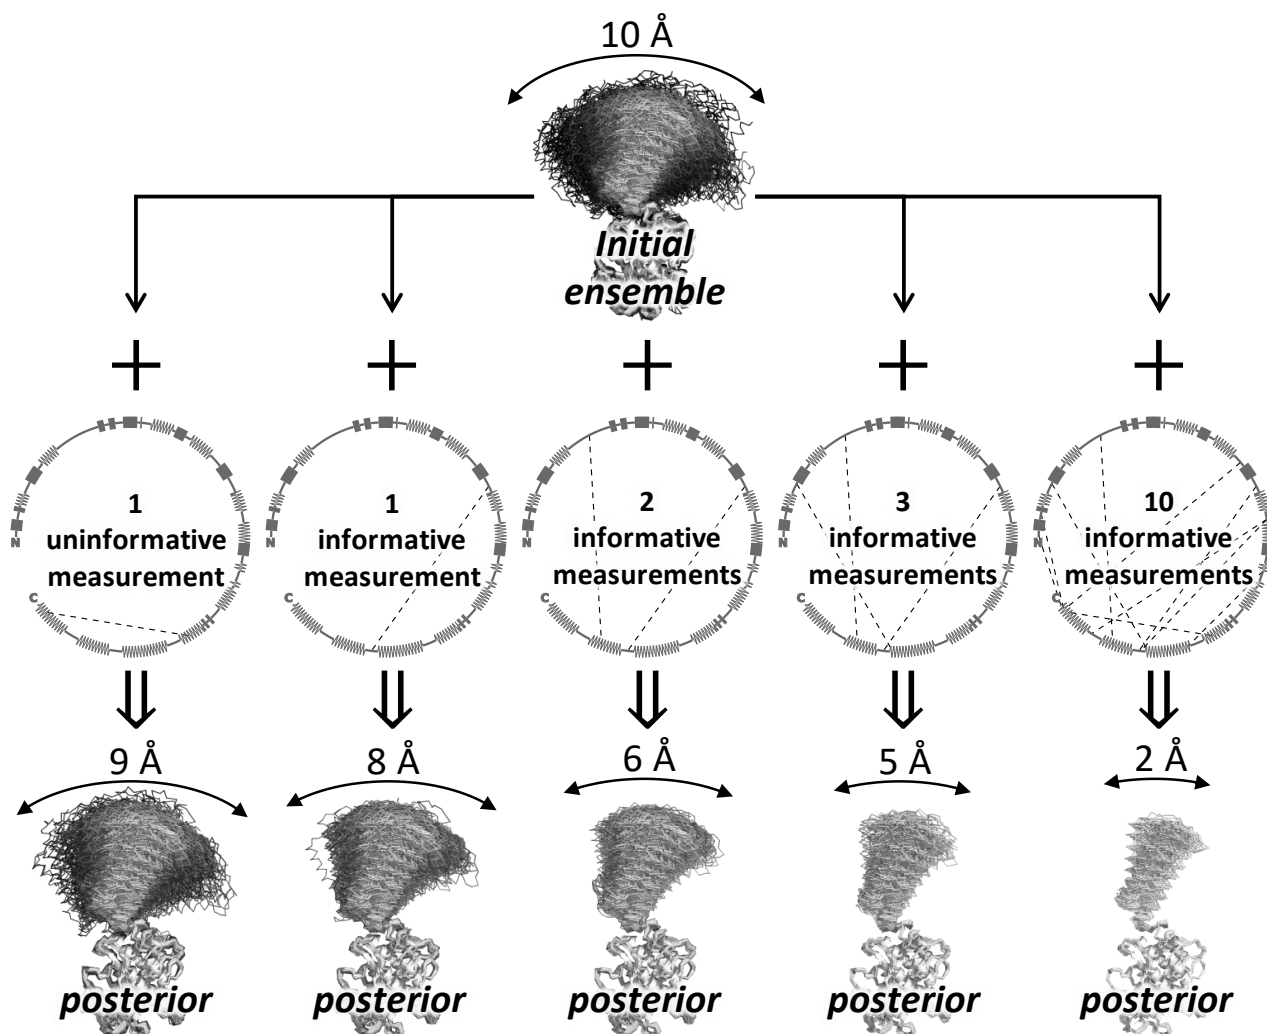 10 Å
Initial
ensemble
1
uninformative
measurement
N
C
1
informative
measurement
N
C
2
informative
measurements
N
C
3
informative
measurements
N
C
10
informative
measurements
N
C
9 Å
8 Å
6 Å
5 Å
2 Å
posterior
posterior
posterior
posterior
posterior